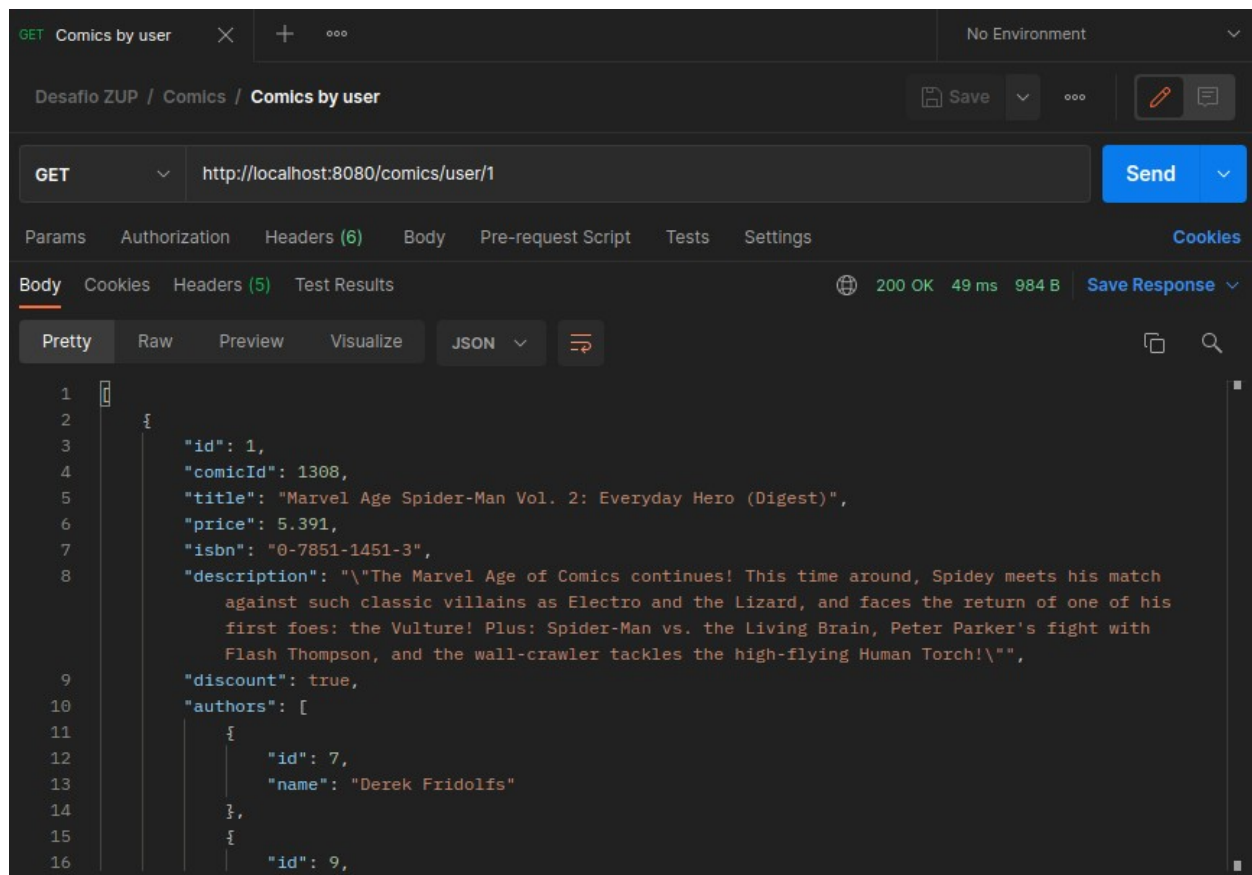 GET Comics by user
No Environment
Desafio ZUP / Comics / Comics by user
Save
GET http://localhost:8080/comics/user/1 Send
Params Authorization Headers (6) Body Pre-request Script Tests Settings Cookies
Body Cookies Headers (5) Test Results 200 OK 49 ms 984 B Save Response
Pretty Raw Preview Visualize JSON
1 [
2 {
3 "id": 1,
4 "comicId": 1308,
5 "title": "Marvel Age Spider-Man Vol. 2: Everyday Hero (Digest)",
6 "price": 5.391,
7 "isbn": "0-7851-1451-3",
8 "description": "\"The Marvel Age of Comics continues! This time around, Spidey meets his match
against such classic villains as Electro and the Lizard, and faces the return of one of his
first foes: the Vulture! Plus: Spider-Man vs. the Living Brain, Peter Parker's fight with
Flash Thompson, and the wall-crawler tackles the high-flying Human Torch!\"",
9 "discount": true,
10 "authors": [
11 {
12 "id": 7,
13 "name": "Derek Fridolfs"
14 },
15 {
16 "id": 9,